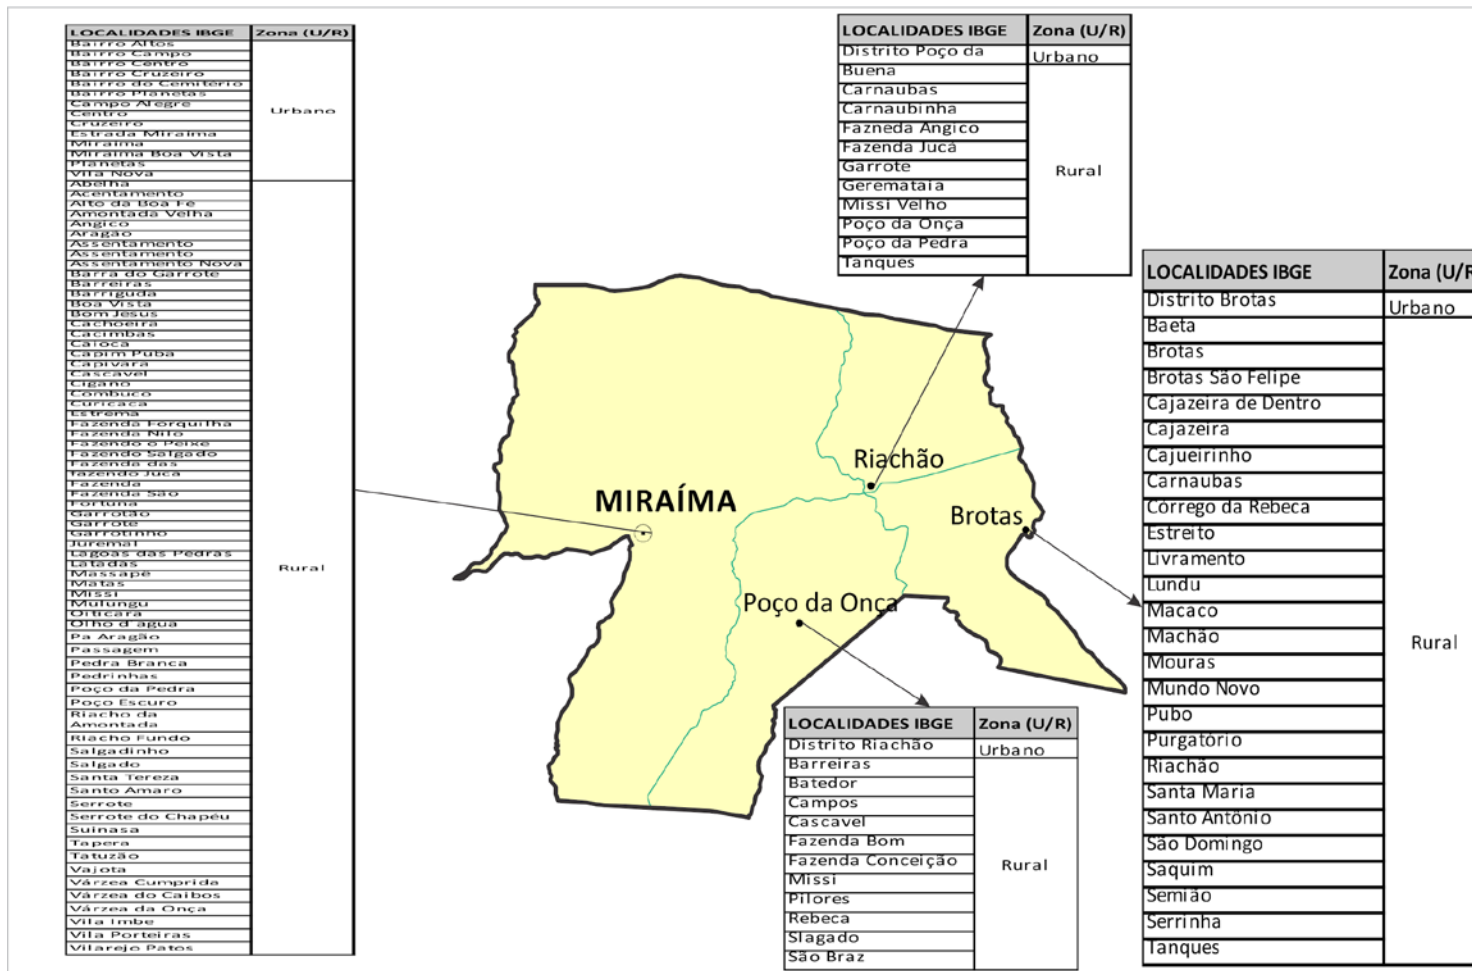 LOCALIDADES IBGE Zona (U/R)
Bairro Altos
Bairro Campo
Bairro Centro
Bairro Cruzeiro
Bairro do Cemiterio
Bairro Planetas
Campo Alegre
Centro
Cruzeiro
Estrada Miraima
Miraima
Miraima Boa Vista
Planetas
Vila Nova
Urbano
Abelha
Acentamento
Alto da Boa Fe
Amontada Velha
Angico
Aragao
Assentamento
Assentamento
Assentamento Nova
Barra do Garrote
Barreiras
Barriguda
Boa Vista
Bom Jesus
Cachoeira
Cacimbas
Caioca
Capim Puba
Capivara
Cascavel
Cigano
Combuco
Curicaca
Estrema
Fazenda Forquilha
Fazenda Nilo
Fazendo o Peixe
Fazendo Salgado
Fazenda das
fazendo Juca
Fazenda
Fazenda São
Fortuna
Garrotão
Garrote
Garrotinho
Juremal
Lagoas das Pedras
Latadas
Massape
Matas
Missi
Mulungu
Oiticara
Olho d agua
Pa Aragão
Passagem
Pedra Branca
Pedrinhas
Poço da Pedra
Poço Escuro
Riacho da
Amontada
Riacho Fundo
Salgadinho
Salgado
Santa Tereza
Santo Amaro
Serrote
Serrote do Chapéu
Suinasa
Tapera
Tatuzão
Vajota
Várzea Cumprida
Várzea do Caibos
Várzea da Onça
Vila Imbe
Vila Porteiras
Vilarejo Patos
Rural
LOCALIDADES IBGE Zona (U/R)
Distrito Poço da
Urbano
Buena
Carnaubas
Carnaubinha
Fazneda Angico
Fazenda Jucá
Garrote
Gerematáia
Missi Velho
Poço da Onça
Poço da Pedra
Tanques
Rural
MIRAÍMA
Riachão
Brotas
Poço da Onça
LOCALIDADES IBGE Zona (U/R)
Distrito Riachão
Urbano
Barreiras
Batedor
Campos
Cascavel
Fazenda Bom
Fazenda Conceição
Missi
Pilores
Rebeca
Slagado
São Braz
Rural
LOCALIDADES IBGE Zona (U/R
Distrito Brotas
Urbano
Baeta
Brotas
Brotas São Felipe
Cajazeira de Dentro
Cajazeira
Cajueirinho
Carnaubas
Córrego da Rebeca
Estreito
Livramento
Lundu
Macaco
Machão
Mouras
Mundo Novo
Pubo
Purgatório
Riachão
Santa Maria
Santo Antônio
São Domingo
Saquim
Semião
Serrinha
Tanques
Rural